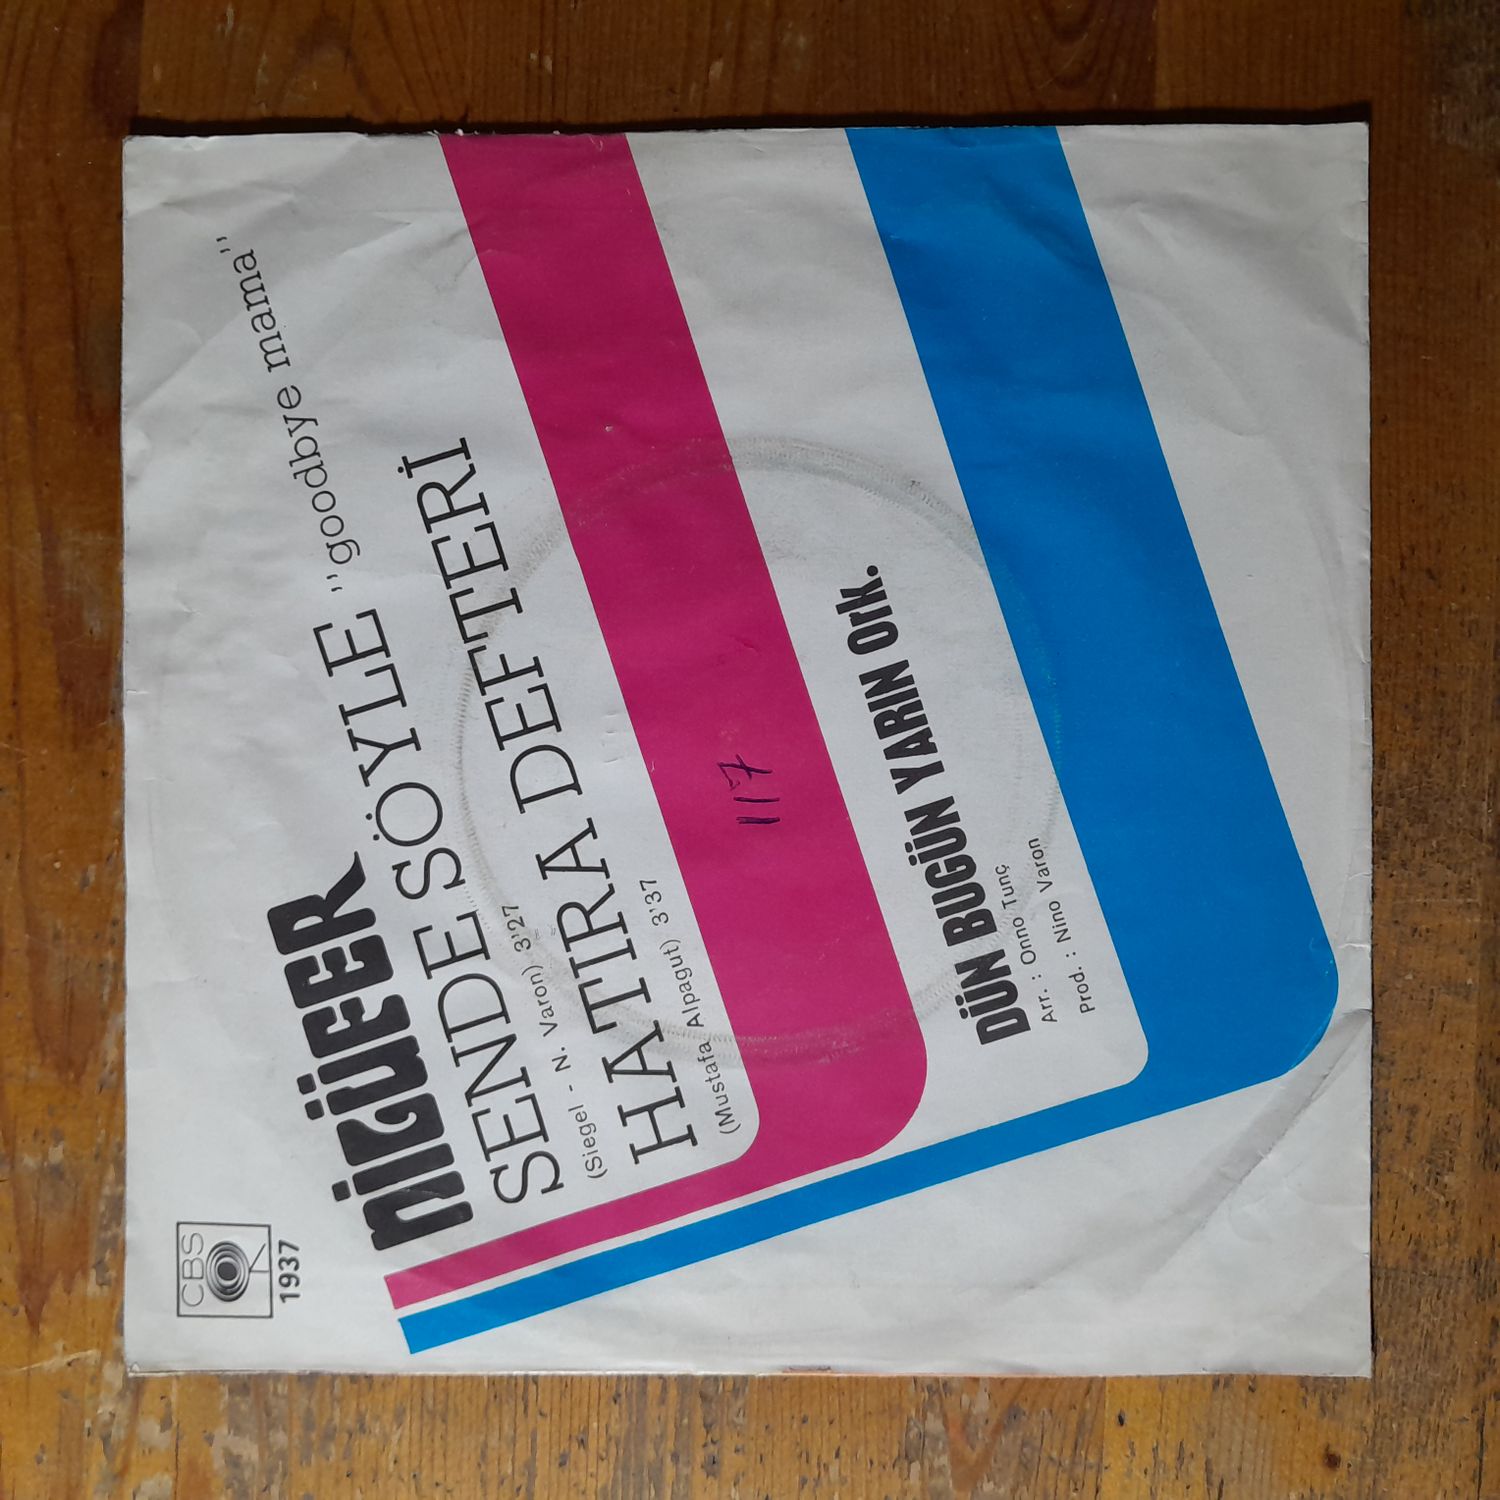 CBS
1937
NİLÜFER
SENDE SÖYLE "goodbye mama"
(Siegel - N. Varon) 3'27
HATIRA DEFTERİ
(Mustafa Alpagut) 3'37
117
DÜN BUGÜN YARIN Ork.
Arr. : Onno Tunç
Prod. : Nino Varon